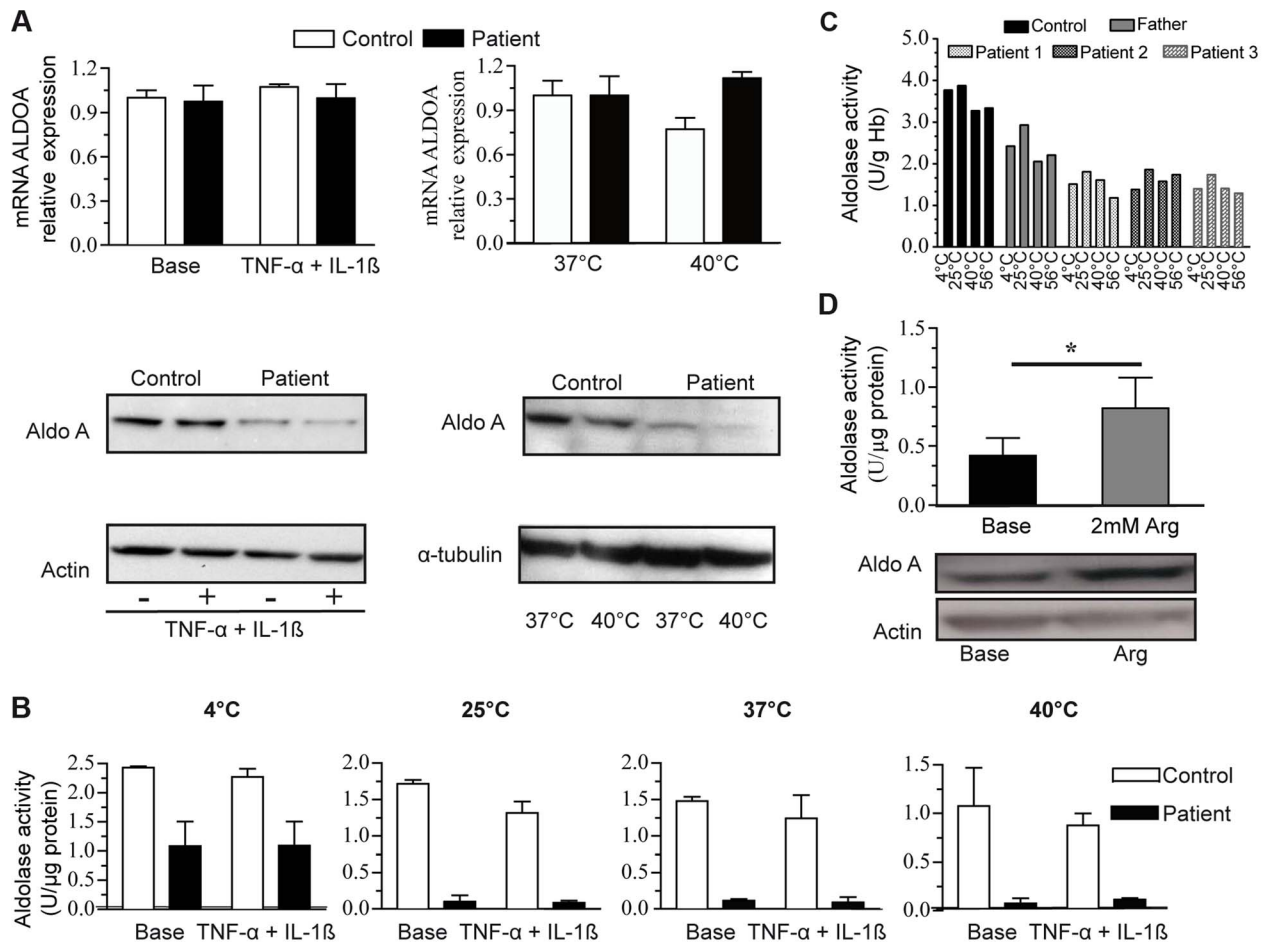 A
Control Patient
mRNA ALDOA
relative expression
1.2
0.9
0.6
0.3
0.0
Base TNF-α + IL-1ß
mRNA ALDOA
relative expression
1.2
0.9
0.6
0.3
0.0
37°C 40°C
Control Patient
Aldo A
Actin
- + - +
TNF-α + IL-1ß
Control Patient
Aldo A
α-tubulin
37°C 40°C 37°C 40°C
C
Control Father
Patient 1 Patient 2 Patient 3
Aldolase activity
(U/g Hb)
5.0
4.0
3.0
2.0
1.0
0.0
4°C 25°C 40°C 56°C 4°C 25°C 40°C 56°C 4°C 25°C 40°C 56°C 4°C 25°C 40°C 56°C 4°C 25°C 40°C 56°C
D
Aldolase activity
(U/µg protein)
1.5
1.0
0.5
0.0
*
Base 2mM Arg
Aldo A
Actin
Base Arg
B
4°C 25°C 37°C 40°C
Aldolase activity
(U/µg protein)
2.5
2.0
1.5
1.0
0.5
0.0
Base TNF-α + IL-1ß
2.0
1.5
1.0
0.5
0.0
Base TNF-α + IL-1ß
2.0
1.5
1.0
0.5
0.0
Base TNF-α + IL-1ß
1.5
1.0
0.5
0.0
Base TNF-α + IL-1ß
Control
Patient